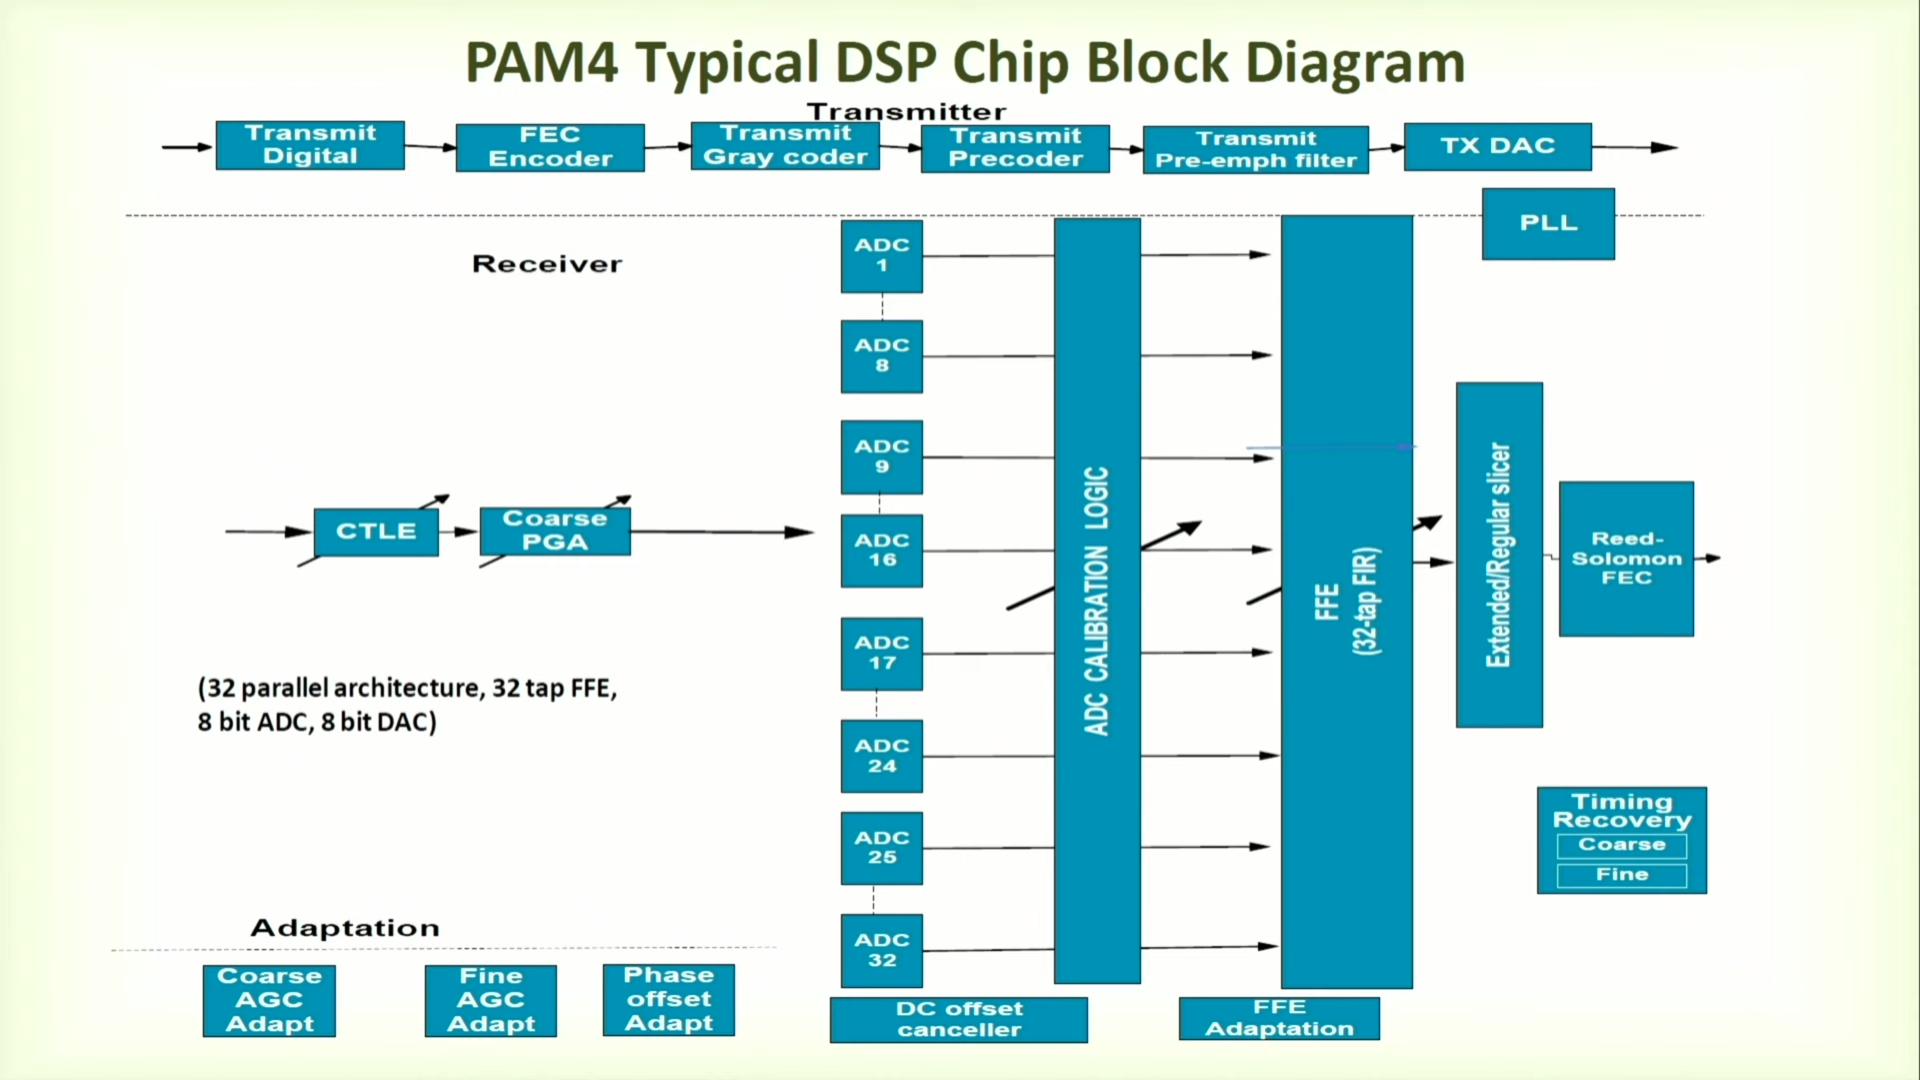 PAM4 Typical DSP Chip Block Diagram
Transmitter
Transmit
Digital
FEC
Encoder
Transmit
Gray coder
Transmit
Precoder
Transmit
Pre-emph filter
TX DAC
PLL
Receiver
CTLE
Coarse
PGA
(32 parallel architecture, 32 tap FFE,
8 bit ADC, 8 bit DAC)
ADC
1
ADC
8
ADC
9
ADC
16
ADC
17
ADC
24
ADC
25
ADC
32
ADC CALIBRATION LOGIC
FFE
(32-tap FIR)
Extended/Regular slicer
Reed-
Solomon
FEC
Timing
Recovery
Coarse
Fine
Adaptation
Coarse
AGC
Adapt
Fine
AGC
Adapt
Phase
offset
Adapt
DC offset
canceller
FFE
Adaptation